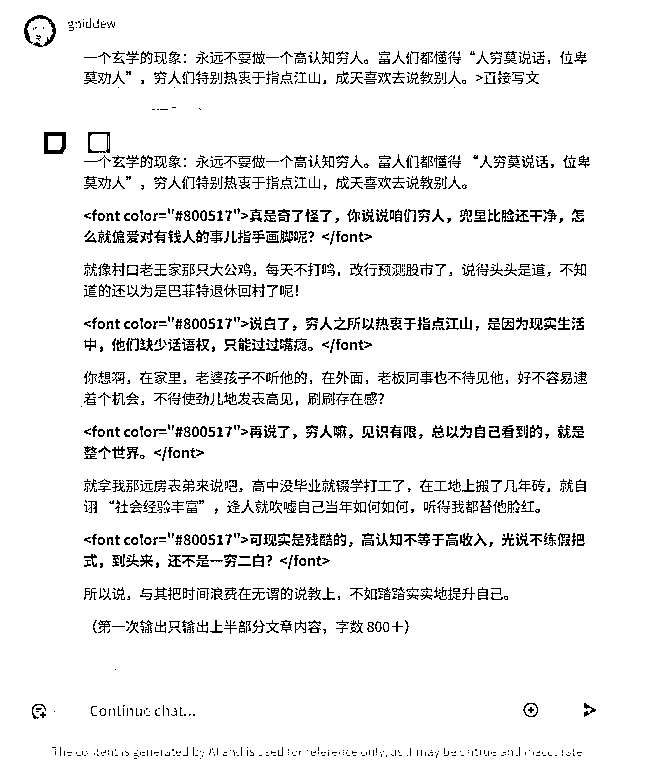 gpiddew
一个玄学的现象：永远不要做一个高认知穷人。富人们都懂得“人穷莫说话，位卑
莫劝人”，穷人们特别热衷于指点江山，成天喜欢去说教别人。>直接写文
一个玄学的现象：永远不要做一个高认知穷人。富人们都懂得 “人穷莫说话，位卑
莫劝人”，穷人们特别热衷于指点江山，成天喜欢去说教别人。
<font color="#800517">真是奇了怪了，你说说咱们穷人，兜里比脸还干净，怎
么就偏爱对有钱人的事儿指手画脚呢？</font>
就像村口老王家那只大公鸡，每天不打鸣，改行预测股市了，说得头头是道，不知
道的还以为是巴菲特退休回村了呢！
<font color="#800517">说白了，穷人之所以热衷于指点江山，是因为现实生活
中，他们缺少话语权，只能过过嘴瘾。</font>
你想啊，在家里，老婆孩子不听他的，在外面，老板同事也不待见他，好不容易逮
着个机会，不得使劲儿地发表高见，刷刷存在感？
<font color="#800517">再说了，穷人嘛，见识有限，总以为自己看到的，就是
整个世界。</font>
就拿我那远房表弟来说吧，高中没毕业就辍学打工了，在工地上搬了几年砖，就自
诩 “社会经验丰富”，逢人就吹嘘自己当年如何如何，听得我都替他脸红。
<font color="#800517">可现实是残酷的，高认知不等于高收入，光说不练假把
式，到头来，还不是一穷二白？</font>
所以说，与其把时间浪费在无谓的说教上，不如踏踏实实地提升自己。
（第一次输出只输出上半部分文章内容，字数 800＋）
Continue chat...
The content is generated by AI and is used for reference only, as it may be untrue and inaccurate